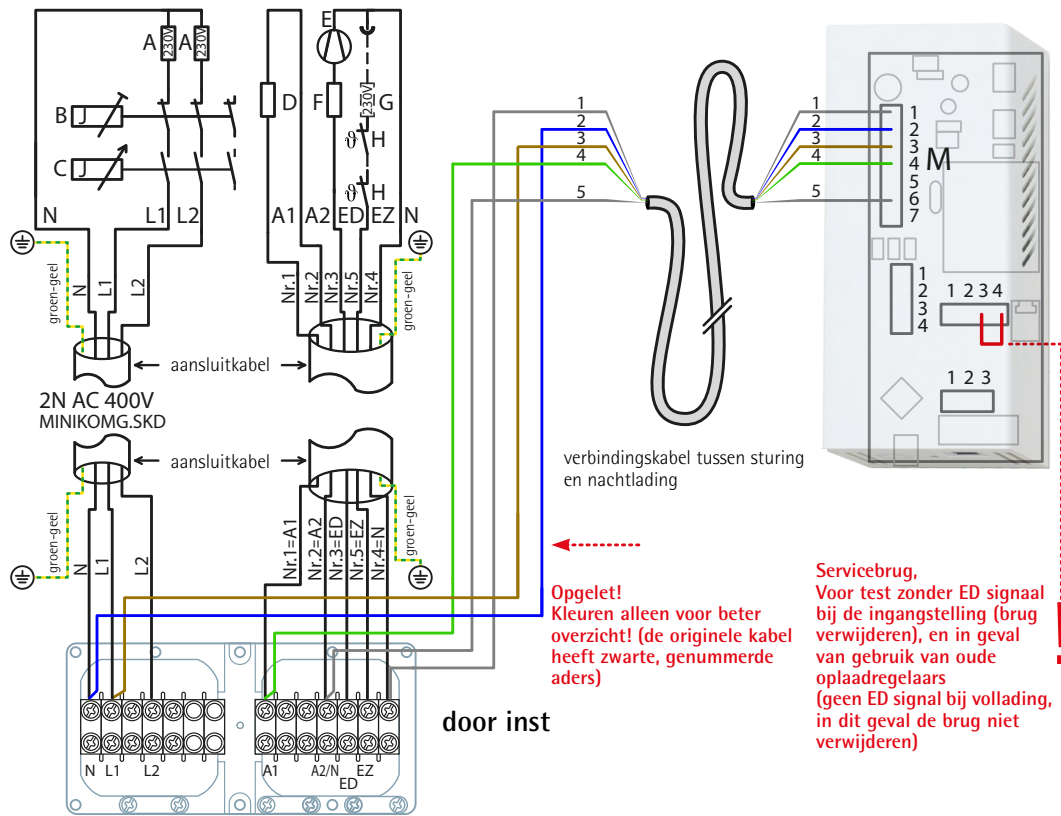 E
A
230V
A
230V
B
J
C
J
N
L1
L2
D
F
230V
G
ϑ
H
ϑ
H
A1
A2
ED
EZ
N
groen-geel
N
L1
L2
Nr.1
Nr.2
Nr.3
Nr.5
Nr.4
groen-geel
aansluitkabel
2N AC 400V
MINIKOMG.SKD
aansluitkabel
groen-geel
N
L1
L2
Nr.1=A1
Nr.2=A2
Nr.3=ED
Nr.5=EZ
Nr.4=N
groen-geel
N L1 L2
A1 A2/N EZ
ED
door inst
1
2
3
4
5
verbindingskabel tussen sturing
en nachtlading
1
2
3
4
5
1
2
3
4
5
6
7
M
1
2
3
4
1 2 3 4
1 2 3
Opgelet!
Kleuren alleen voor beter
overzicht! (de originele kabel
heeft zwarte, genummerde
aders)
Servicebrug,
Voor test zonder ED signaal
bij de ingangstelling (brug
verwijderen), en in geval
van gebruik van oude
oplaadregelaars
(geen ED signal bij vollading,
in dit geval de brug niet
verwijderen)
!